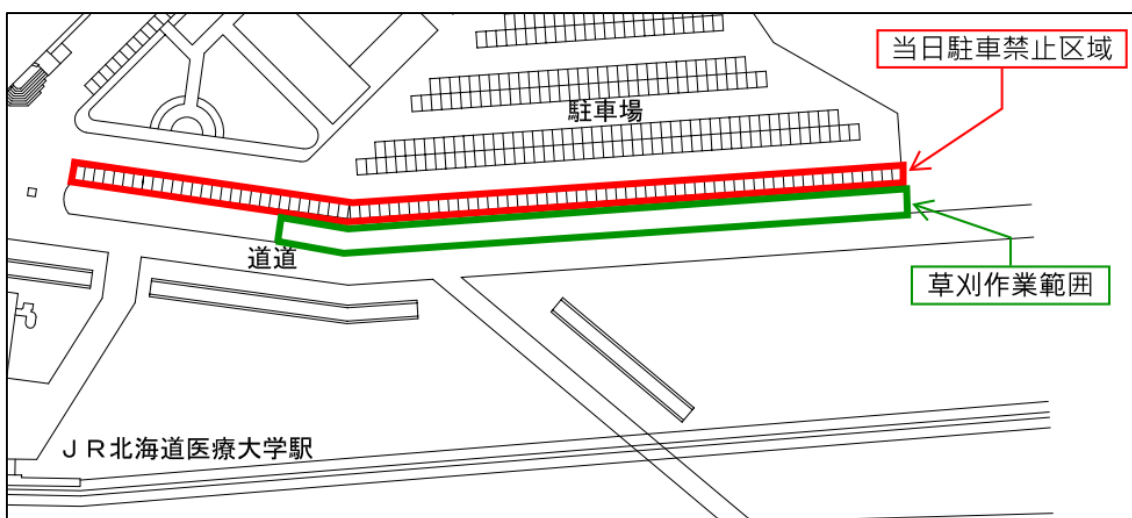 当日駐車禁止区域
駐車場
道道
草刈作業範囲
ＪＲ北海道医療大学駅